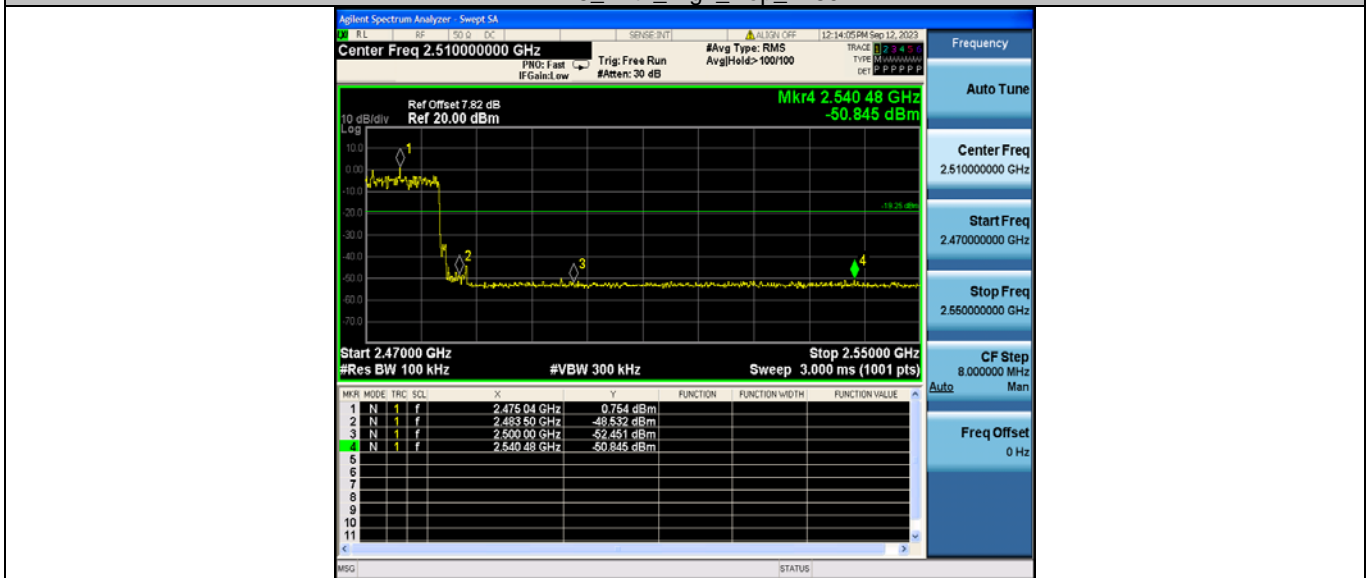 Agilent Spectrum Analyzer - Swept SA
RL RF 50 Ω DC SENSE:INT ALIGN OFF 12:14:05 PM Sep 12, 2023
Center Freq 2.510000000 GHz
PNO: Fast
IFGain:Low
Trig: Free Run
#Atten: 30 dB
#Avg Type: RMS
Avg|Hold:> 100/100
TRACE 1 2 3 4 5 6
TYPE M
DET P P P P P P
Frequency
Auto Tune
Center Freq
2.510000000 GHz
Start Freq
2.470000000 GHz
Stop Freq
2.550000000 GHz
CF Step
8.000000 MHz
Auto Man
Freq Offset
0 Hz
Mkr4 2.540 48 GHz
-50.845 dBm
Ref Offset 7.82 dB
10 dB/div Ref 20.00 dBm
Log
10.0
0.00
-10.0
-20.0
-30.0
-40.0
-50.0
-60.0
-70.0
1
2
3
4
-18.25 dBm
Start 2.47000 GHz Stop 2.55000 GHz
#Res BW 100 kHz #VBW 300 kHz Sweep 3.000 ms (1001 pts)
MKR MODE TRC SCL X Y FUNCTION FUNCTION WIDTH FUNCTION VALUE
1 N 1 f 2.475 04 GHz 0.754 dBm
2 N 1 f 2.483 50 GHz -48.532 dBm
3 N 1 f 2.500 00 GHz -52.451 dBm
4 N 1 f 2.540 48 GHz -50.845 dBm
5
6
7
8
9
10
11
MSG STATUS